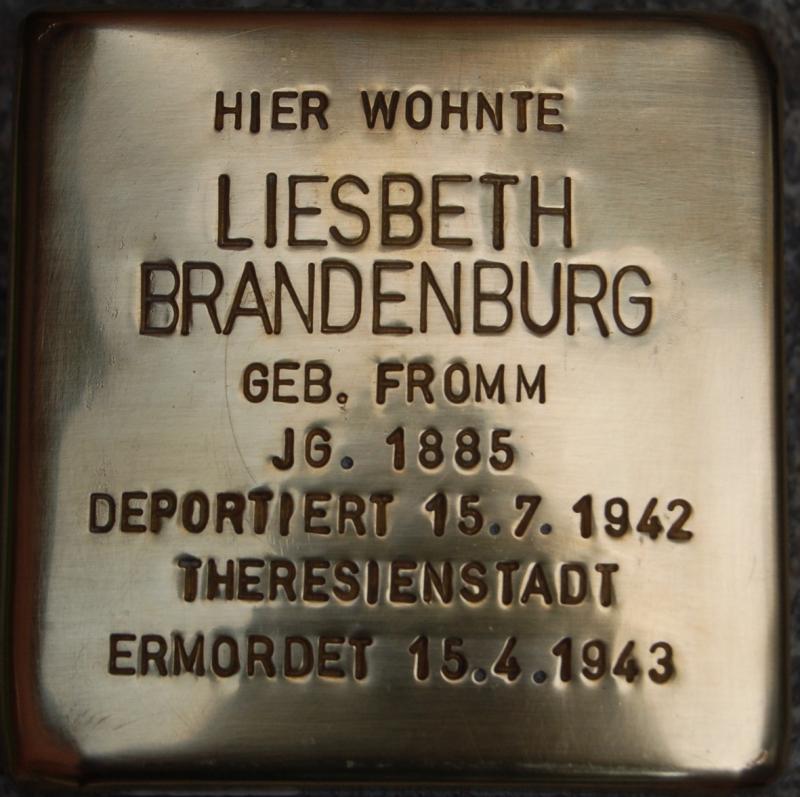 HIER WOHNTE
LIESBETH
BRANDENBURG
GEB. FROMM
JG. 1885
DEPORTIERT 15.7.1942
THERESIENSTADT
ERMORDET 15.4.1943